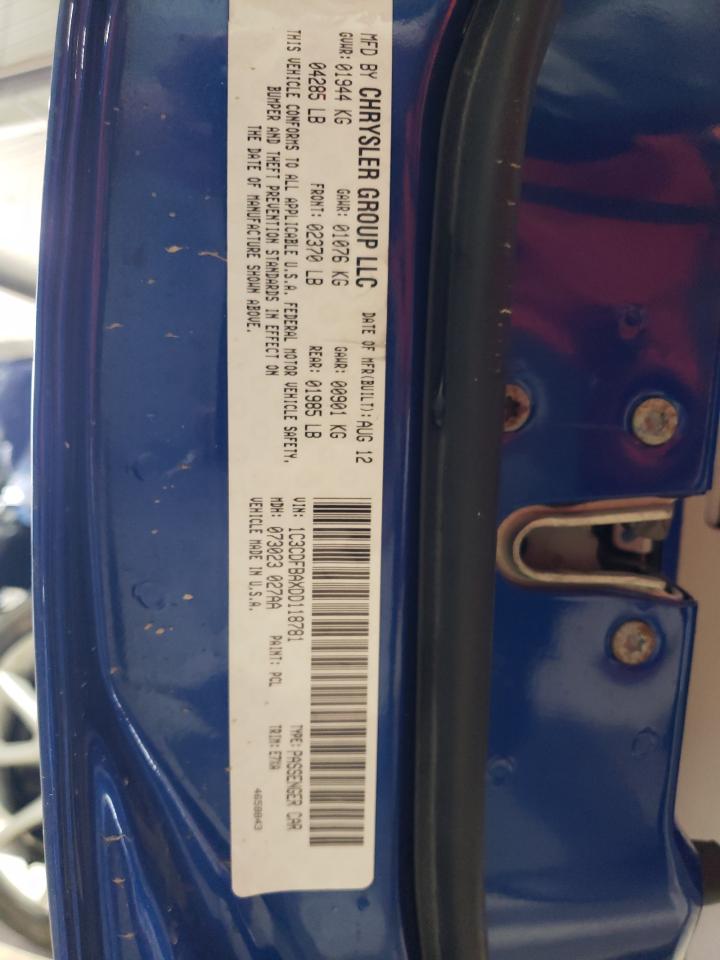 MFD BY CHRYSLER GROUP LLC DATE OF MFR(BUILT): AUG 12
GVWR: 01944 KG GAWR: 01076 KG GAWR: 00901 KG
04285 LB FRONT: 02370 LB REAR: 01985 LB
THIS VEHICLE CONFORMS TO ALL APPLICABLE U.S.A. FEDERAL MOTOR VEHICLE SAFETY,
BUMPER AND THEFT PREVENTION STANDARDS IN EFFECT ON
THE DATE OF MANUFACTURE SHOWN ABOVE.
VIN: 1C3CDFBAXDD118781 TYPE: PASSENGER CAR
MDH: 073023 027AA PAINT: PCL TRIM: E7XR
VEHICLE MADE IN U.S.A. 4658843